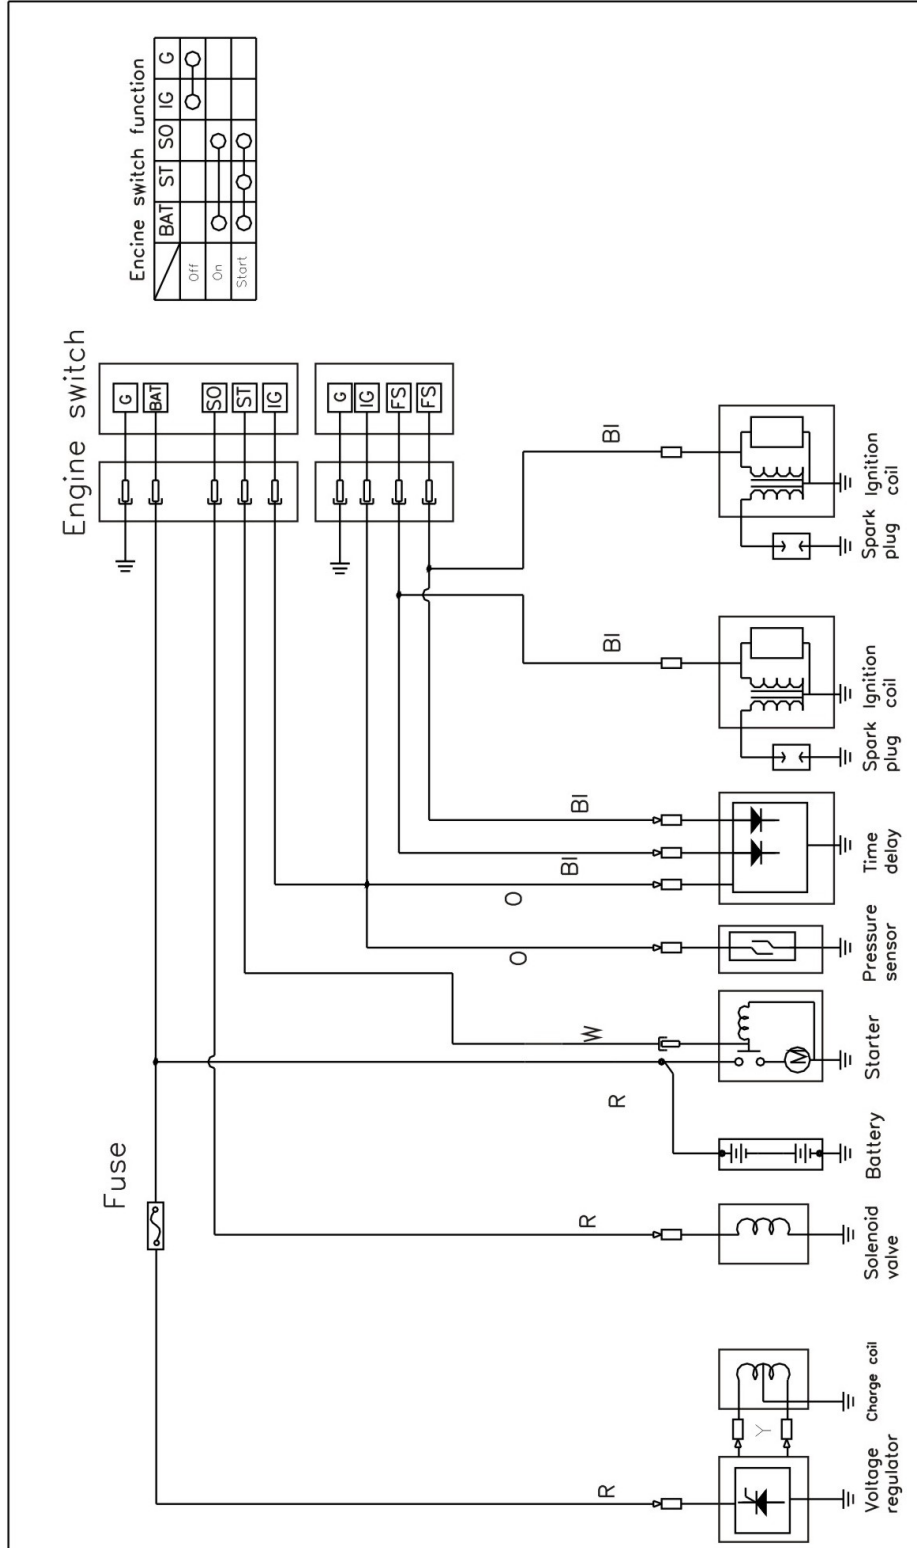 Encine switch function
BAT ST SO IG G
Off
On
Start
Engine switch
G
BAT
SO
ST
IG
G
IG
FS
FS
Fuse
R
R
R
W
O
O
BI
BI
BI
BI
Y
Voltage
regulator
Charge coil
Solenoid
valve
Battery
Starter
M
Pressure
sensor
Time
delay
Spark
plug
Ignition
coil
Spark
plug
Ignition
coil